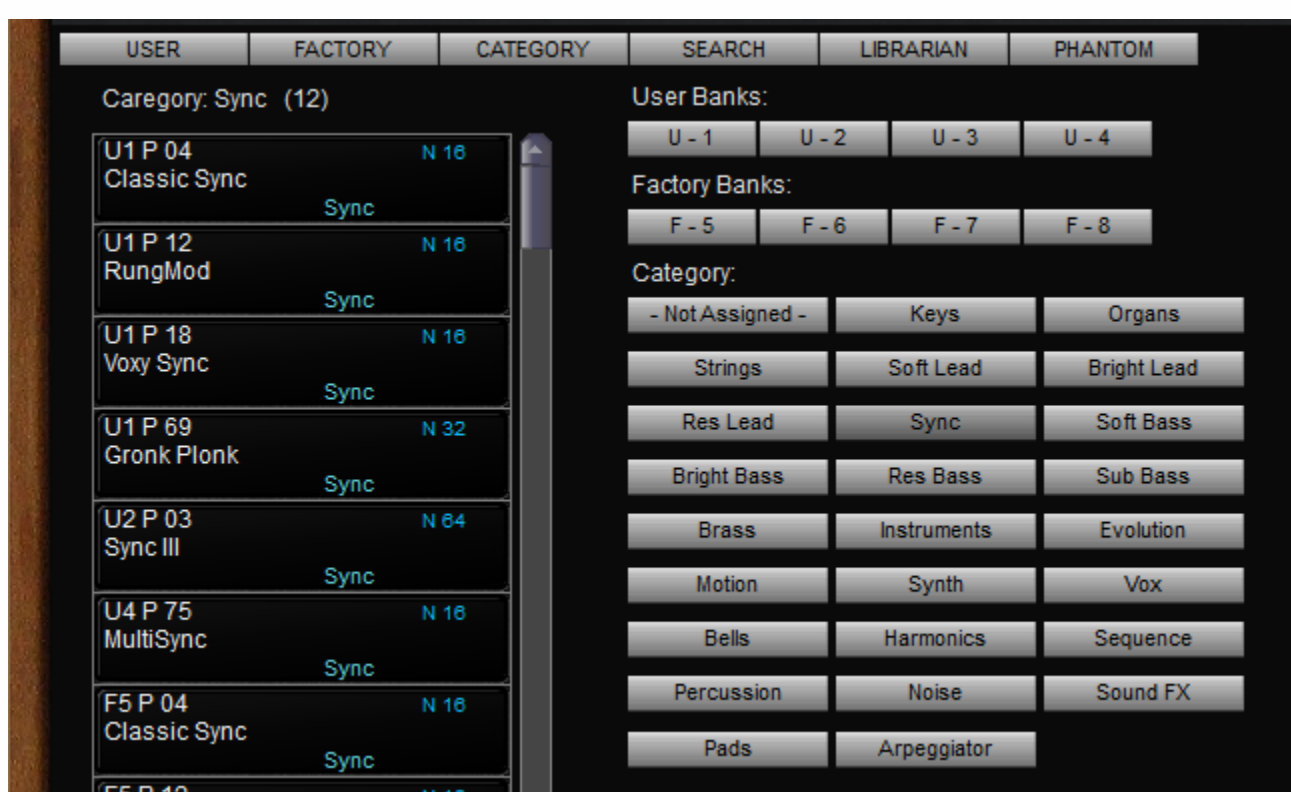 USER FACTORY CATEGORY SEARCH LIBRARIAN PHANTOM
Caregory: Sync (12)
U1 P 04 N 16
Classic Sync
Sync
U1 P 12 N 16
RungMod
Sync
U1 P 18 N 16
Voxy Sync
Sync
U1 P 69 N 32
Gronk Plonk
Sync
U2 P 03 N 64
Sync III
Sync
U4 P 75 N 16
MultiSync
Sync
F5 P 04 N 16
Classic Sync
Sync
User Banks:
U - 1 U - 2 U - 3 U - 4
Factory Banks:
F - 5 F - 6 F - 7 F - 8
Category:
- Not Assigned - Keys Organs
Strings Soft Lead Bright Lead
Res Lead Sync Soft Bass
Bright Bass Res Bass Sub Bass
Brass Instruments Evolution
Motion Synth Vox
Bells Harmonics Sequence
Percussion Noise Sound FX
Pads Arpeggiator